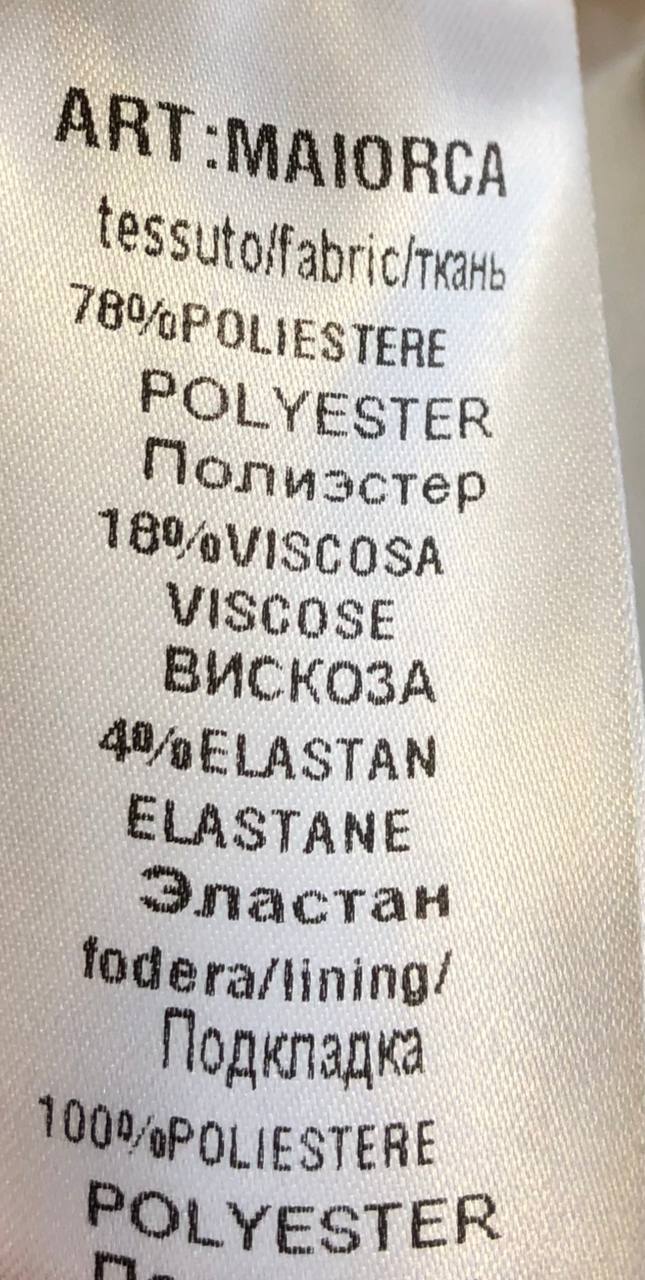 ART:MAIORCA
tessuto/fabric/ткань
78%POLIESTERE
POLYESTER
Полиэстер
18%VISCOSA
VISCOSE
ВИСКОЗА
4%ELASTAN
ELASTANE
Эластан
fodera/lining/
Подкладка
100%POLIESTERE
POLYESTER